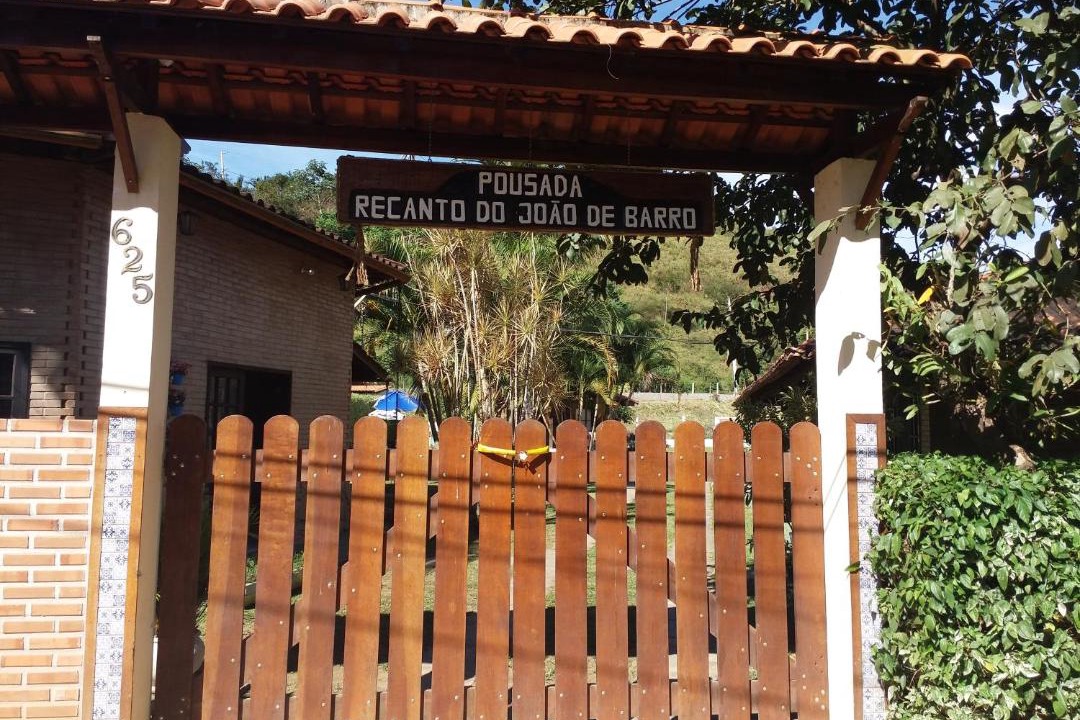 POUSADA
RECANTO DO JOÃO DE BARRO
625